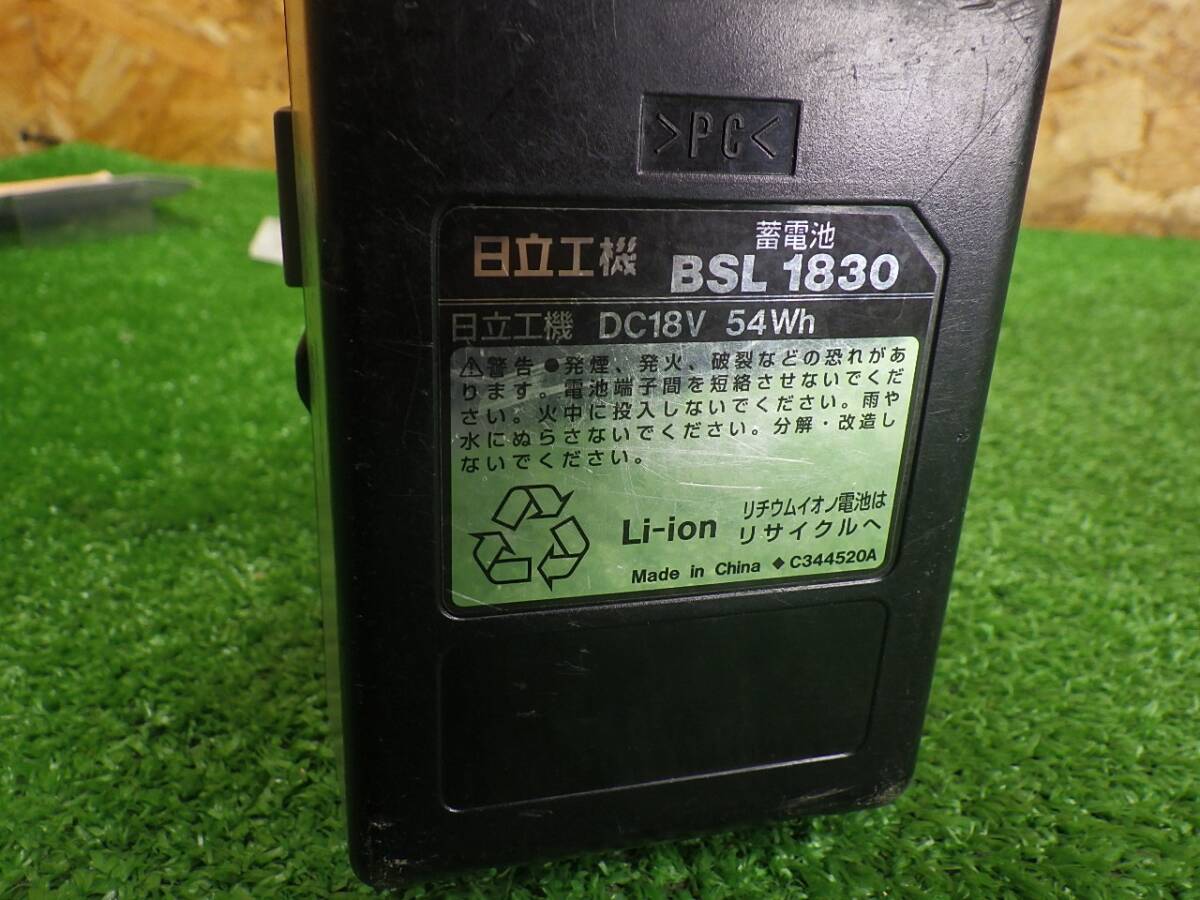 >PC<
日立工機 蓄電池
BSL 1830
日立工機 DC18V 54Wh
⚠警告 ●発煙、発火、破裂などの恐れがあ
ります。電池端子間を短絡させないでくだ
さい。火中に投入しないでください。雨や
水にぬらさないでください。分解・改造し
ないでください。
Li-ion リチウムイオン電池は
リサイクルへ
Made in China ◆ C344520A